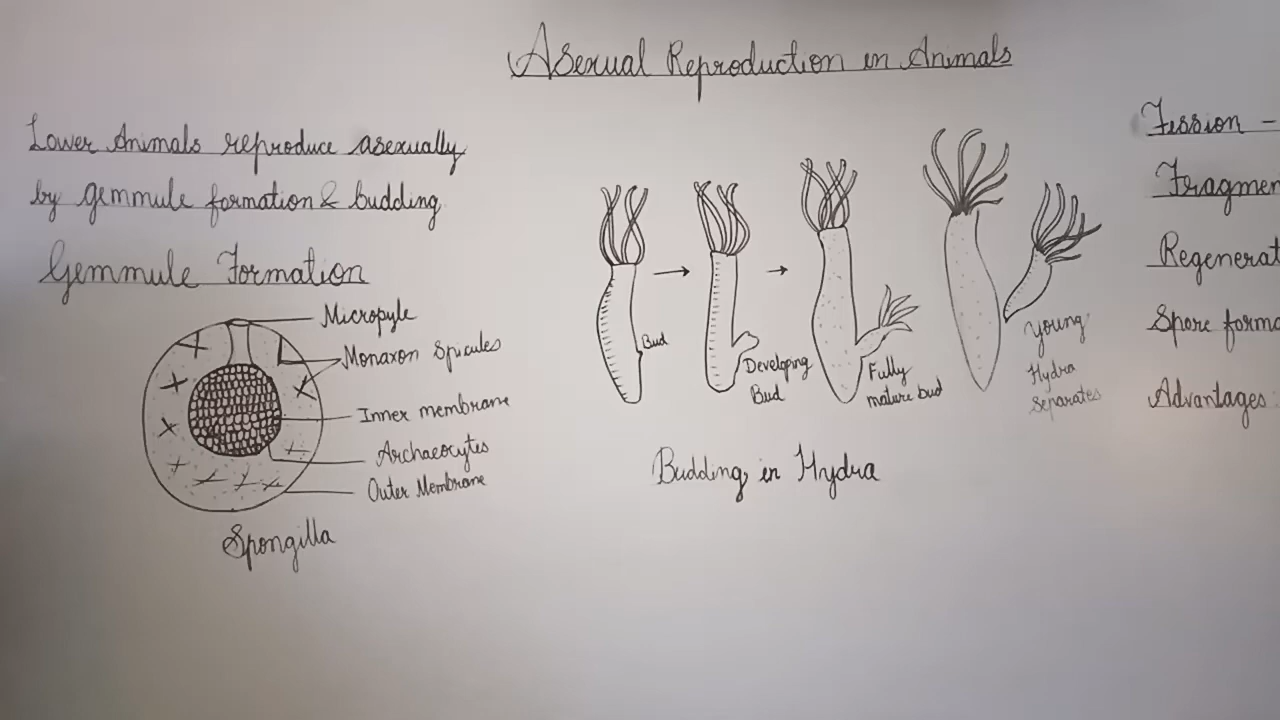 Asexual Reproduction in Animals
Lower Animals reproduce asexually
by gemmule formation & budding
Gemmule Formation
Micropyle
Monaxon Spicules
Inner membrane
Archaeocytes
Outer Membrane
Spongilla
Bud
Developing
Bud
Fully
mature bud
Young
Hydra
Separates
Budding in Hydra
Fission -
Fragmen
Regenerat
Spore forma
Advantages: